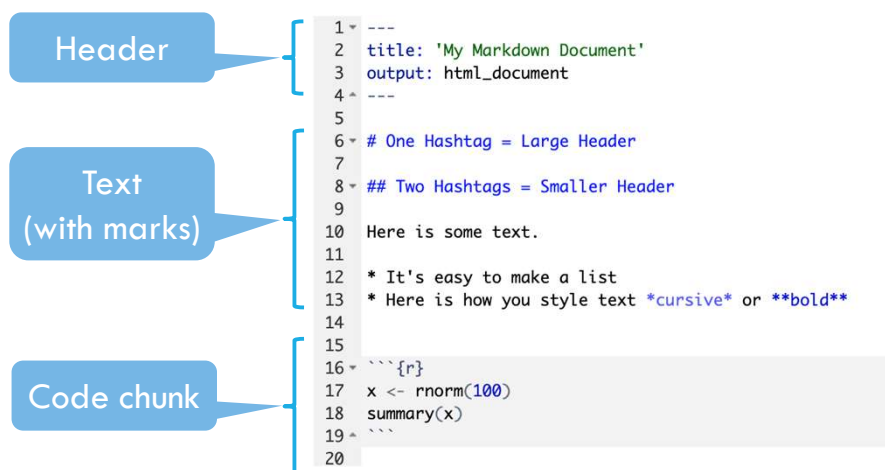 Header
Text
(with marks)
Code chunk
1 ---
2 title: 'My Markdown Document'
3 output: html_document
4 ---
5
6 # One Hashtag = Large Header
7
8 ## Two Hashtags = Smaller Header
9
10 Here is some text.
11
12 * It's easy to make a list
13 * Here is how you style text *cursive* or **bold**
14
15
16 ```{r}
17 x <- rnorm(100)
18 summary(x)
19 ```
20